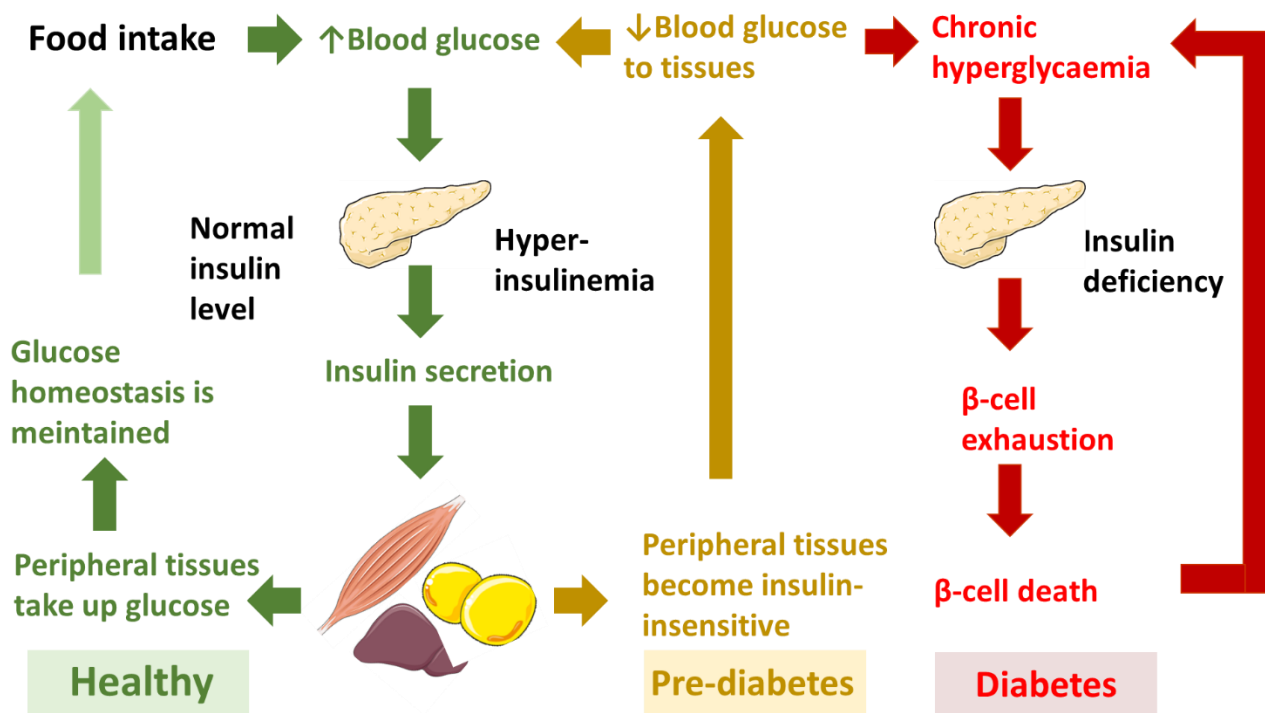 Food intake
↑Blood glucose
↓Blood glucose
to tissues
Chronic
hyperglycaemia
Normal
insulin
level
Hyper-
insulinemia
Insulin
deficiency
Glucose
homeostasis is
meintained
Insulin secretion
β-cell
exhaustion
Peripheral tissues
take up glucose
Peripheral tissues
become insulin-
insensitive
β-cell death
Healthy
Pre-diabetes
Diabetes